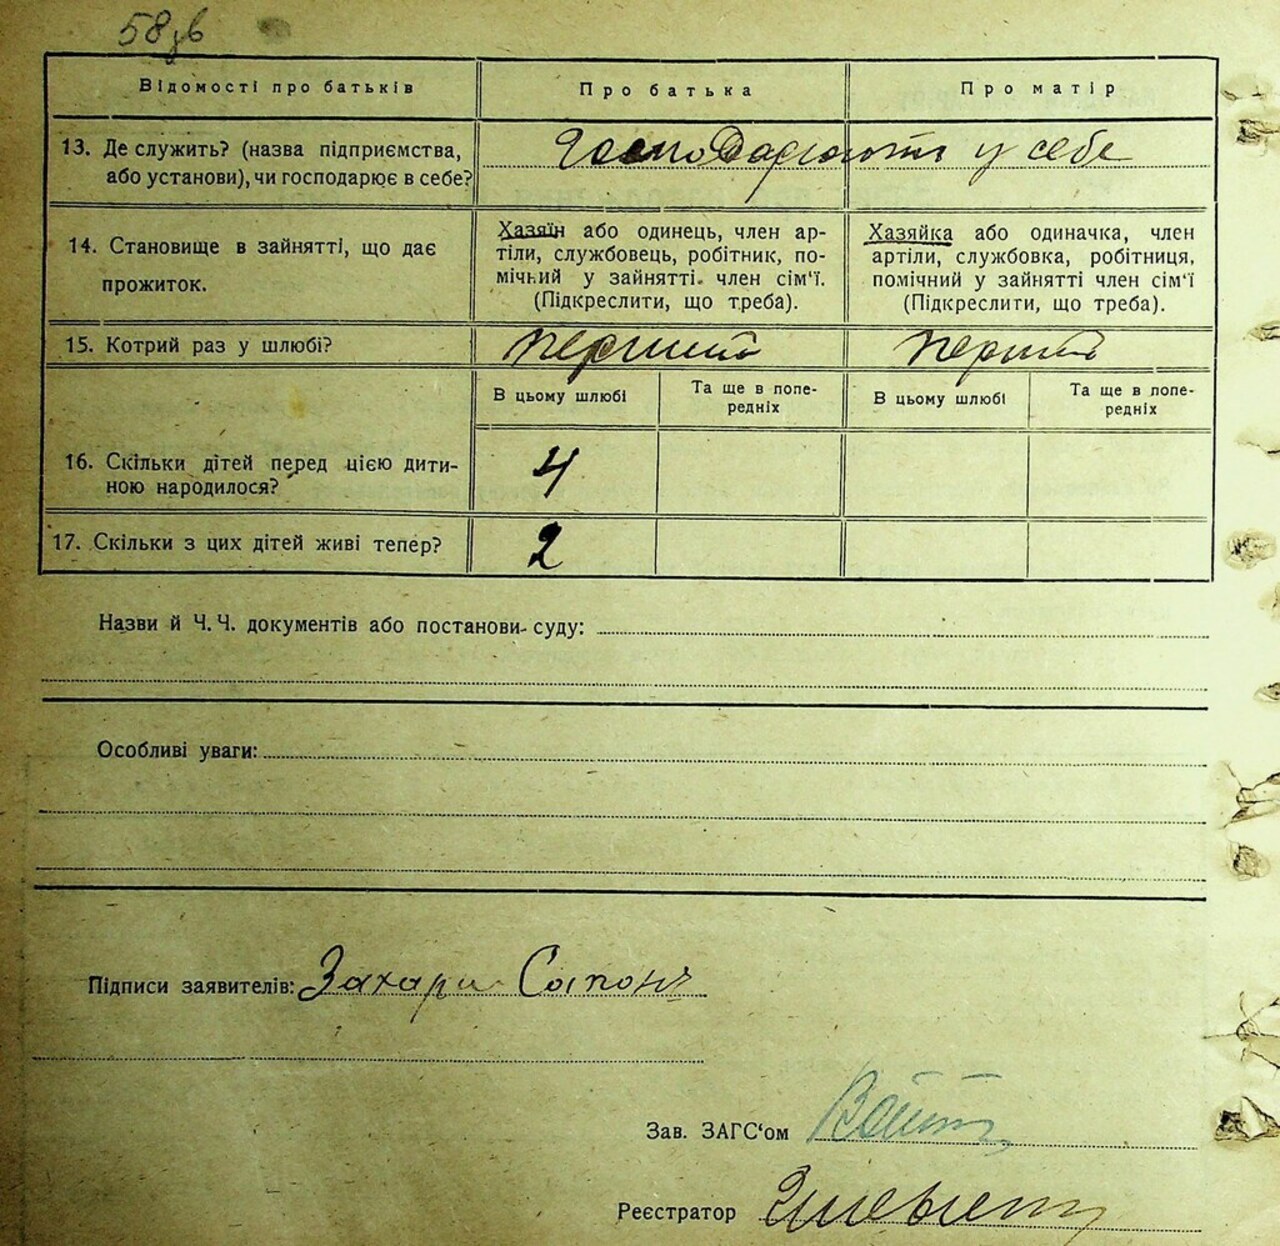 58зв
Відомості про батьків
Про батька
Про матір
13. Де служить? (назва підприємства,
або установи), чи господарює в себе?
Господарюють у себе
14. Становище в зайнятті, що дає
прожиток.
Хазяїн або одинець, член ар-
тіли, службовець, робітник, по-
мічний у зайнятті член сім‘ї.
(Підкреслити, що треба).
Хазяйка або одиначка, член
артіли, службовка, робітниця,
помічний у зайнятті член сім‘ї
(Підкреслити, що треба).
15. Котрий раз у шлюбі?
перший
перший
В цьому шлюбі
Та ще в попе-
редніх
В цьому шлюбі
Та ще в попе-
редніх
16. Скільки дітей перед цією дити-
ною народилося?
4
17. Скільки з цих дітей живі тепер?
2
Назви й Ч. Ч. документів або постанови суду:
Особливі уваги:
Підписи заявителів: Захари Сапон
Зав. ЗАГС‘ом
Реєстратор